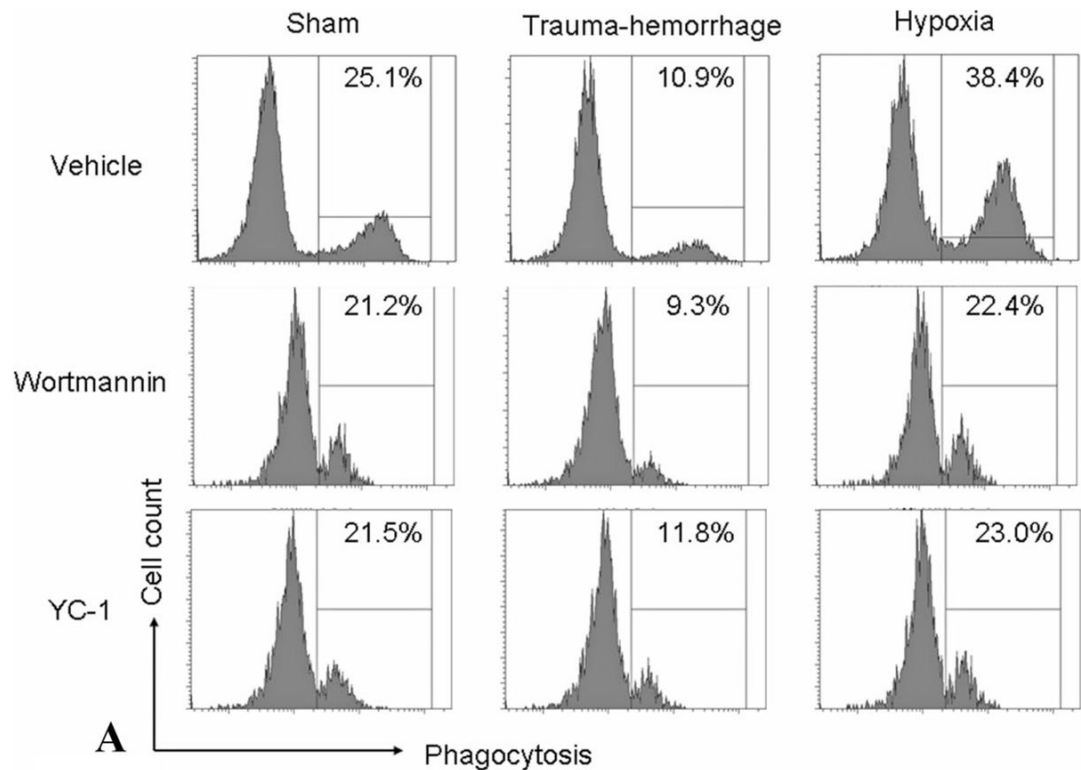 Sham Trauma-hemorrhage Hypoxia
Vehicle 25.1% 10.9% 38.4%
Wortmannin 21.2% 9.3% 22.4%
YC-1 21.5% 11.8% 23.0%
Cell count
A Phagocytosis